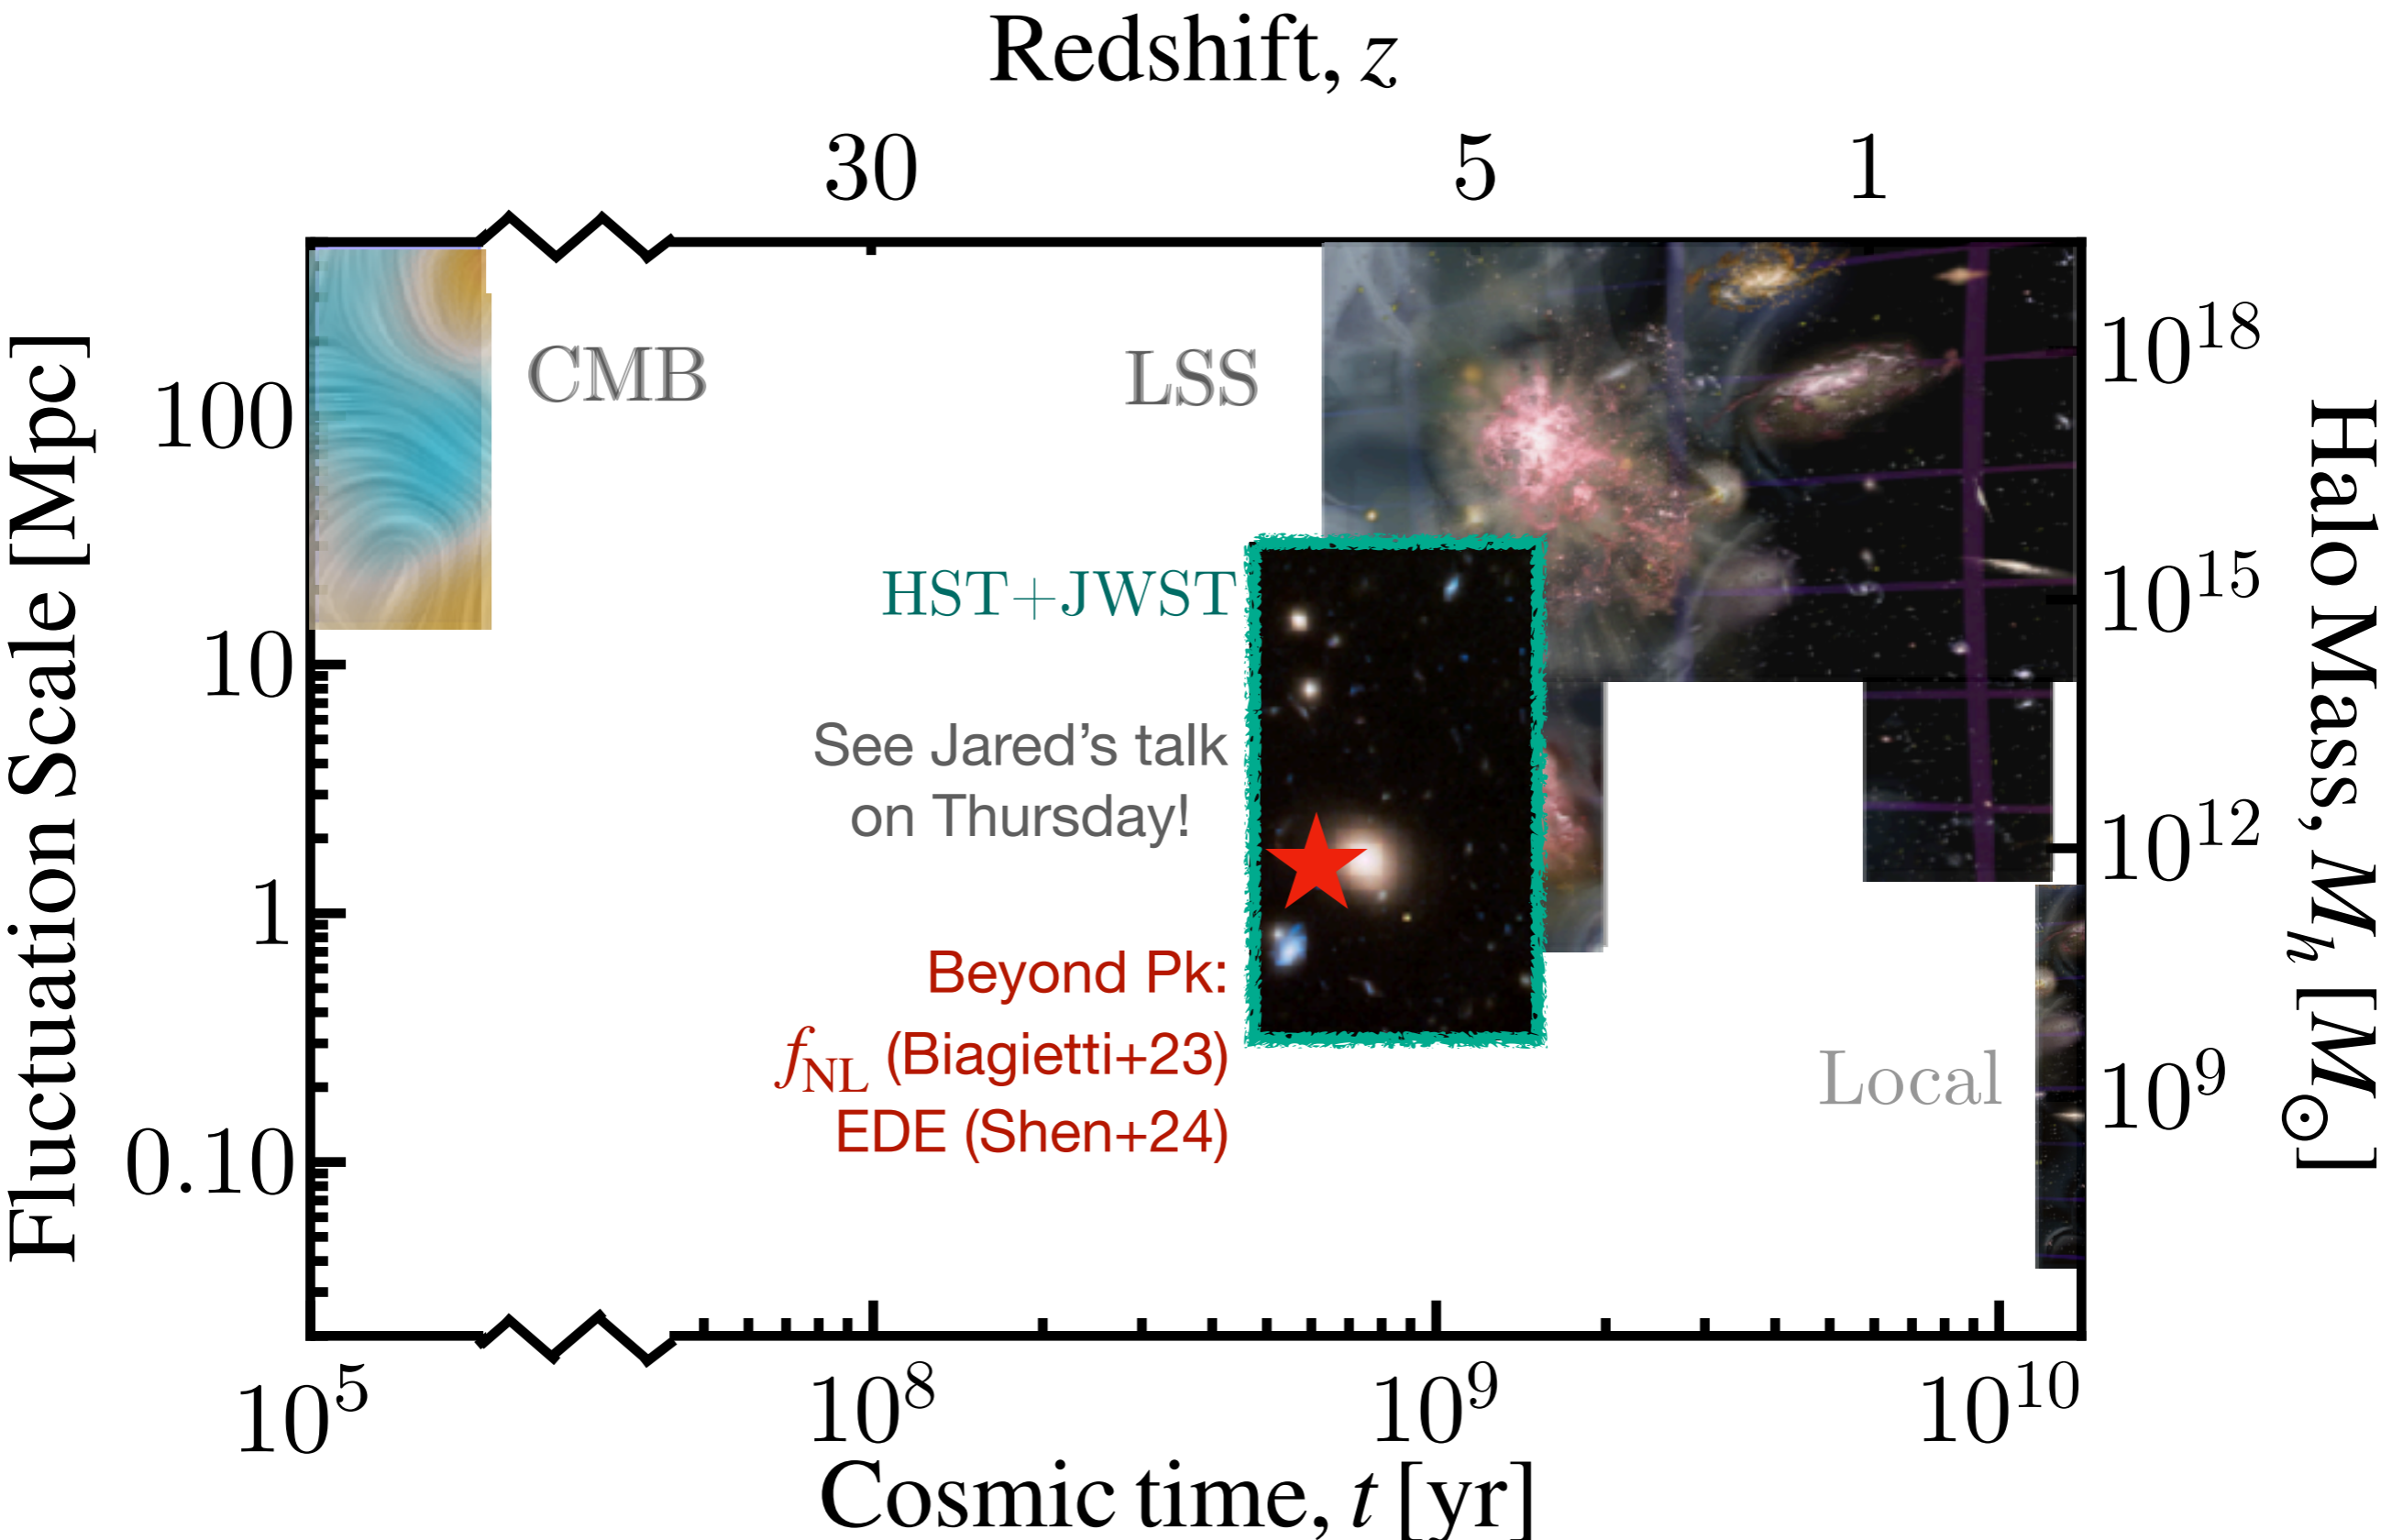 Redshift, z
30
5
1
CMB
LSS
HST+JWST
See Jared’s talk
on Thursday!
Beyond Pk:
f_NL (Biagietti+23)
EDE (Shen+24)
Local
Fluctuation Scale [Mpc]
100
10
1
0.10
10^18
10^15
10^12
10^9
Halo Mass, M_h [M_⊙]
10^5
10^8
10^9
10^10
Cosmic time, t [yr]